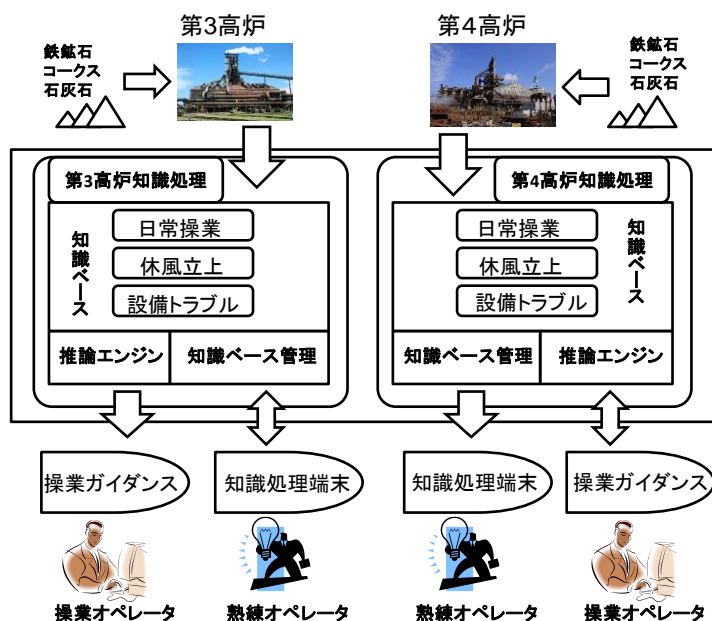 第3高炉
第4高炉
鉄鉱石
コークス
石灰石
鉄鉱石
コークス
石灰石
第3高炉知識処理
第4高炉知識処理
知識ベース
日常操業
休風立上
設備トラブル
日常操業
休風立上
設備トラブル
知識ベース
推論エンジン
知識ベース管理
知識ベース管理
推論エンジン
操業ガイダンス
知識処理端末
知識処理端末
操業ガイダンス
操業オペレータ
熟練オペレータ
熟練オペレータ
操業オペレータ